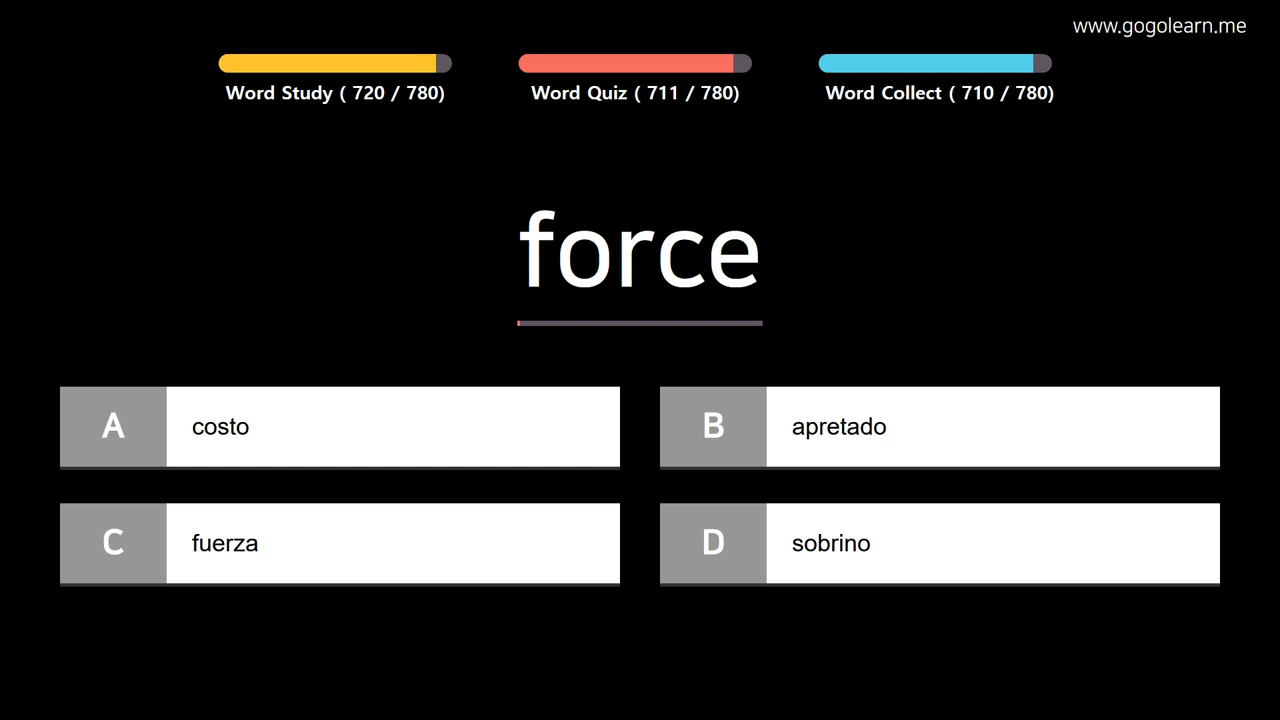 www.gogolearn.me
Word Study ( 720 / 780)
Word Quiz ( 711 / 780)
Word Collect ( 710 / 780)
force
A costo
B apretado
C fuerza
D sobrino